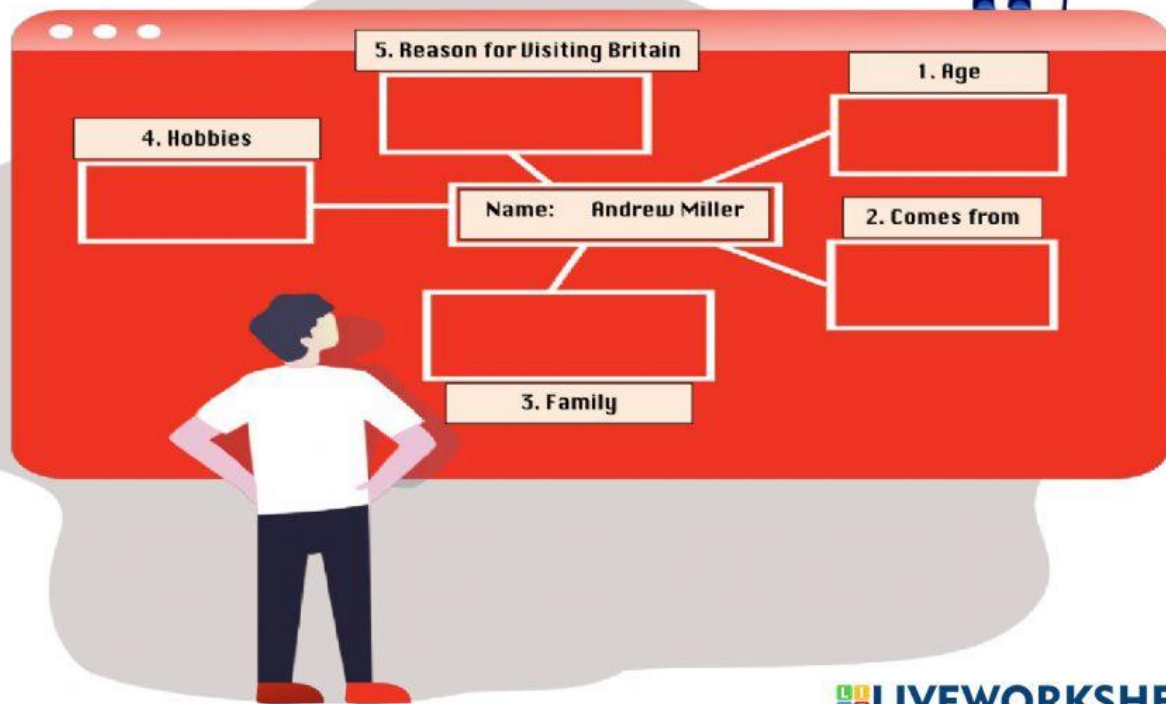 5. Reason for Visiting Britain
1. Age
4. Hobbies
Name: Andrew Miller
2. Comes from
3. Family